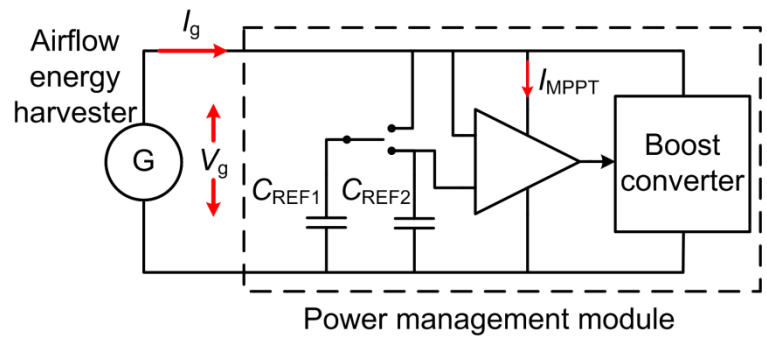 Airflow
energy
harvester
I_g
V_g
G
C_REF1
C_REF2
I_MPPT
Boost
converter
Power management module